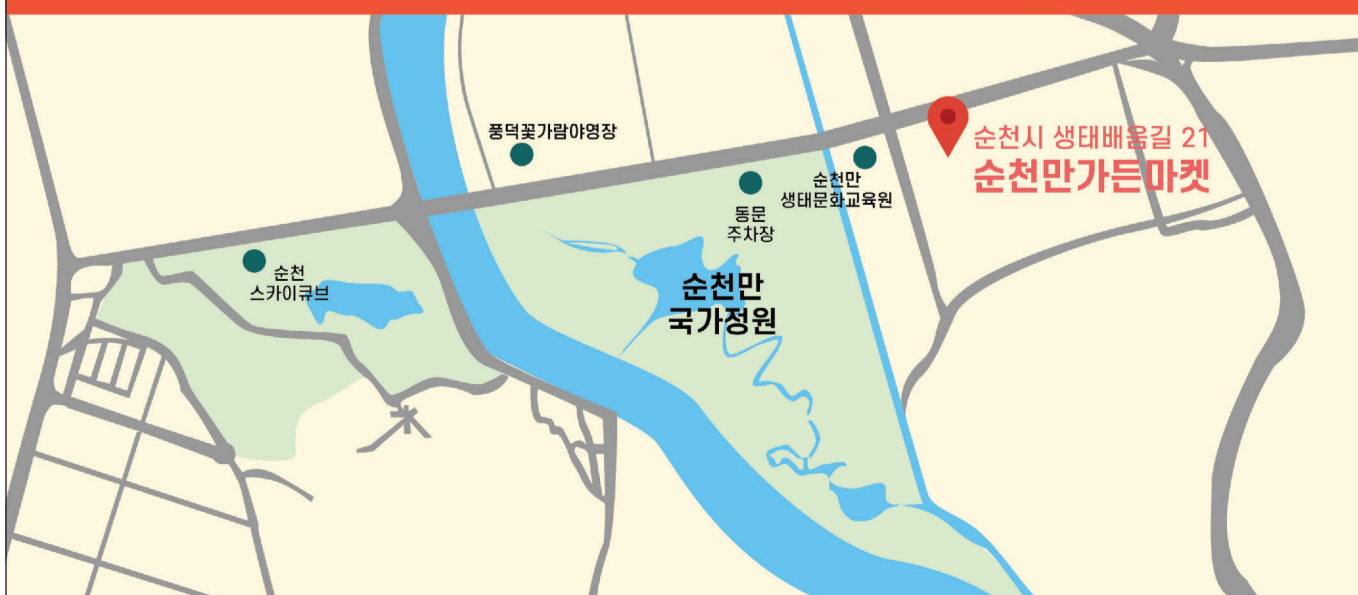 풍덕꽃가람야영장
순천시 생태배움길 21
순천만가든마켓
순천만
생태문화교육원
동문
주차장
순천
스카이큐브
순천만
국가정원